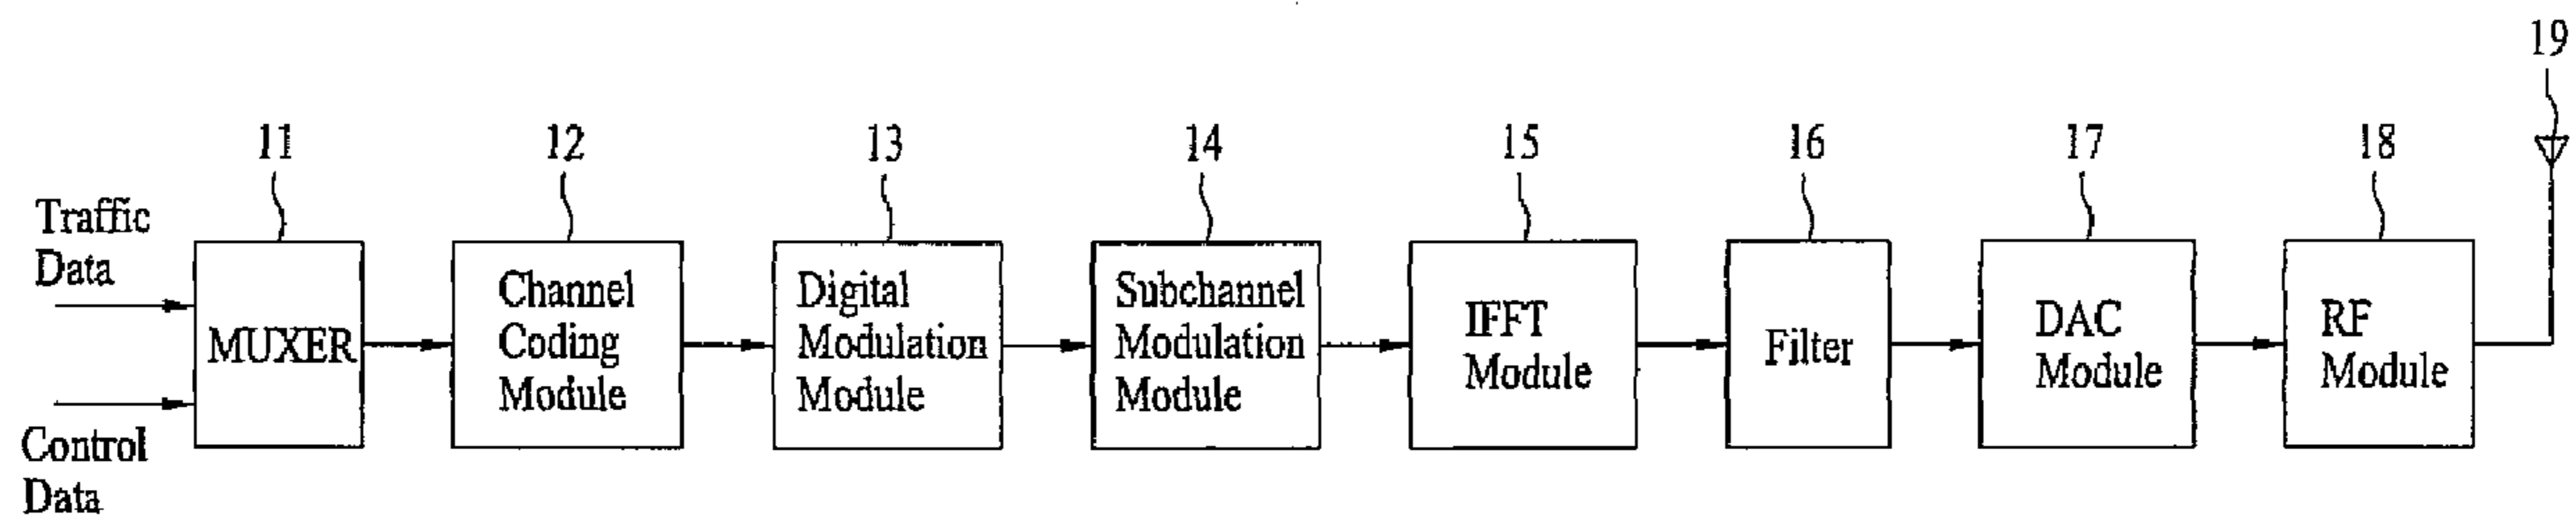 19
11
12
13
14
15
16
17
18
Traffic
Data
Control
Data
MUXER
Channel
Coding
Module
Digital
Modulation
Module
Subchannel
Modulation
Module
IFFT
Module
Filter
DAC
Module
RF
Module